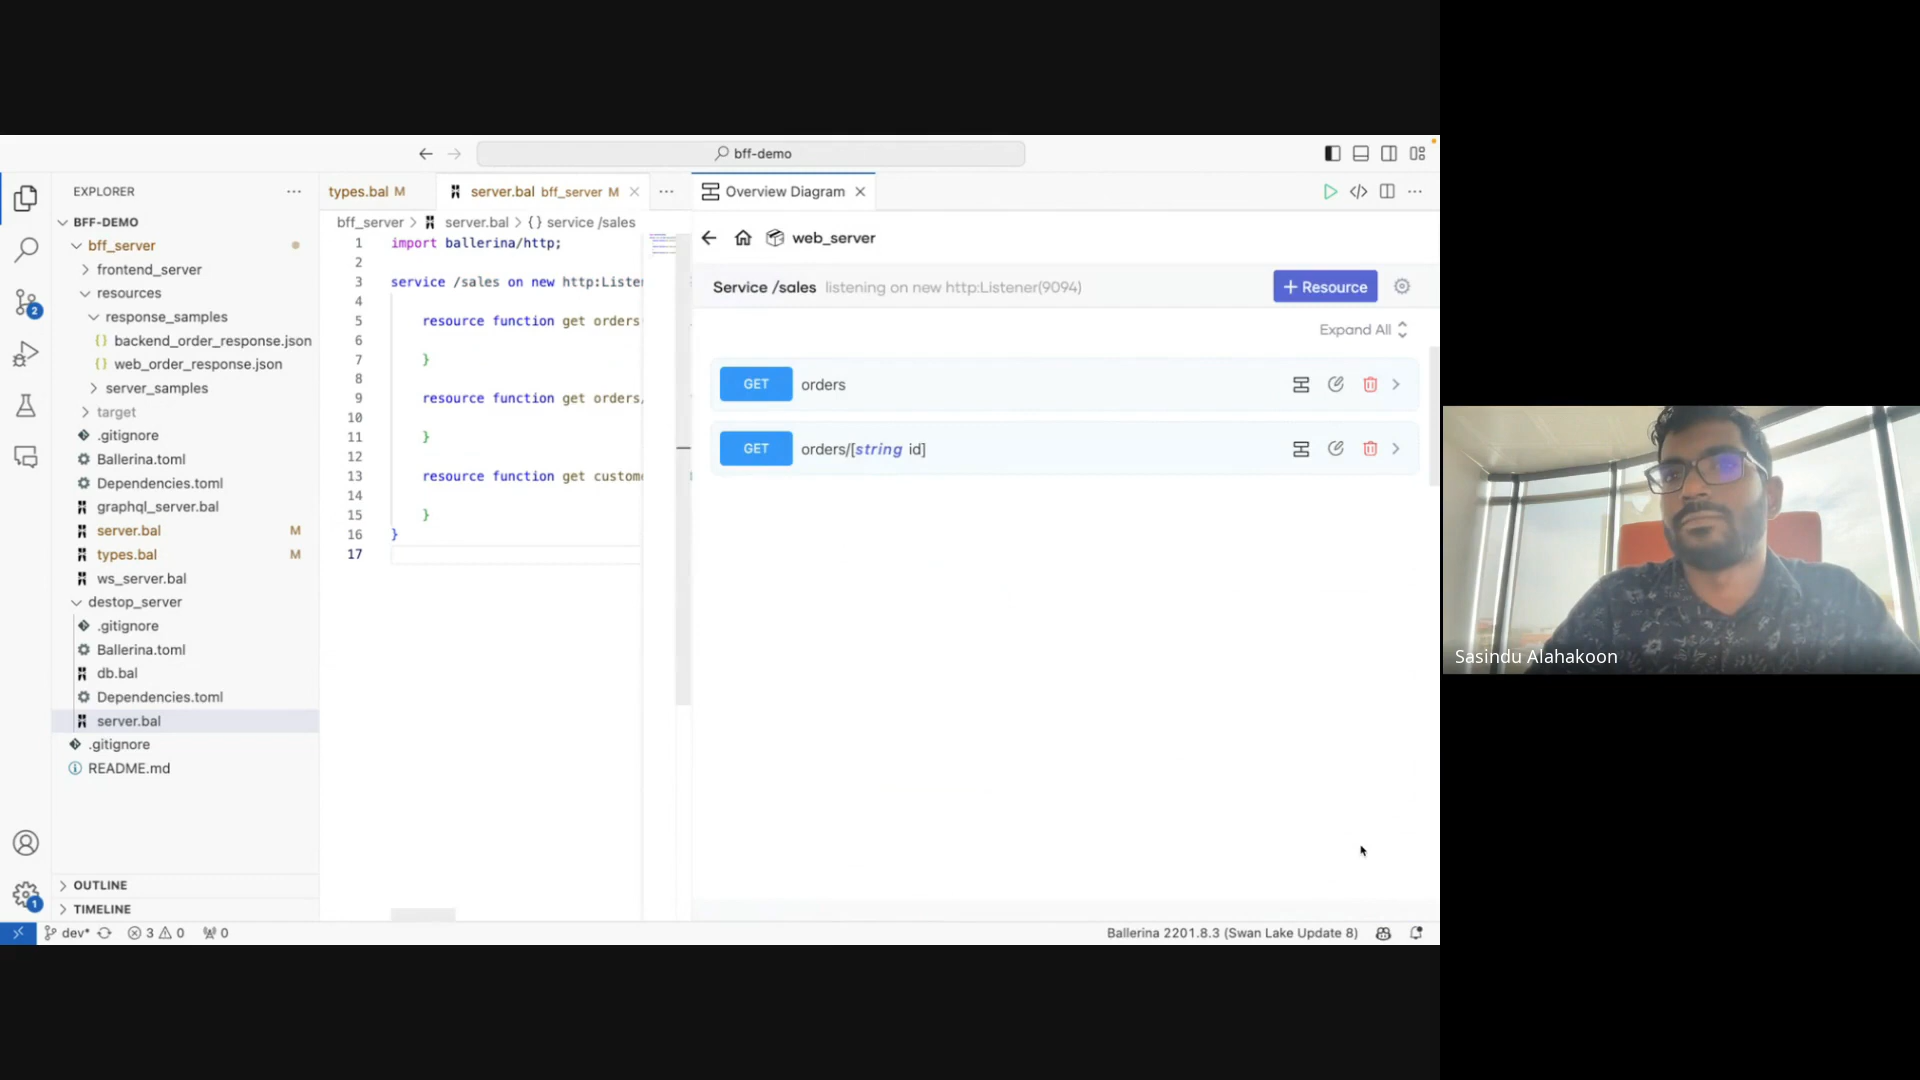 bff-demo
EXPLORER
BFF-DEMO
bff_server
frontend_server
resources
response_samples
backend_order_response.json
web_order_response.json
server_samples
target
.gitignore
Ballerina.toml
Dependencies.toml
graphql_server.bal
server.bal M
types.bal M
ws_server.bal
destop_server
.gitignore
Ballerina.toml
db.bal
Dependencies.toml
server.bal
.gitignore
README.md
OUTLINE
TIMELINE
types.bal M
server.bal bff_server M
bff_server > server.bal > {} service /sales
1 import ballerina/http;
2
3 service /sales on new http:Lister
4
5 resource function get orders
6
7 }
8
9 resource function get orders,
10
11 }
12
13 resource function get custome
14
15 }
16 }
17
Overview Diagram
web_server
Service /sales listening on new http:Listener(9094)
+ Resource
Expand All
GET orders
GET orders/[string id]
2
1
dev* 3 0 0
Ballerina 2201.8.3 (Swan Lake Update 8)
Sasindu Alahakoon